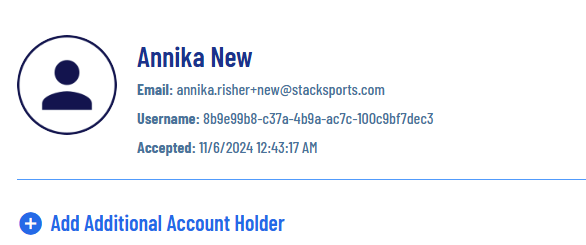 Annika New
Email: annika.risher+new@stacksports.com
Username: 8b9e99b8-c37a-4b9a-ac7c-100c9bf7dec3
Accepted: 11/6/2024 12:43:17 AM
Add Additional Account Holder